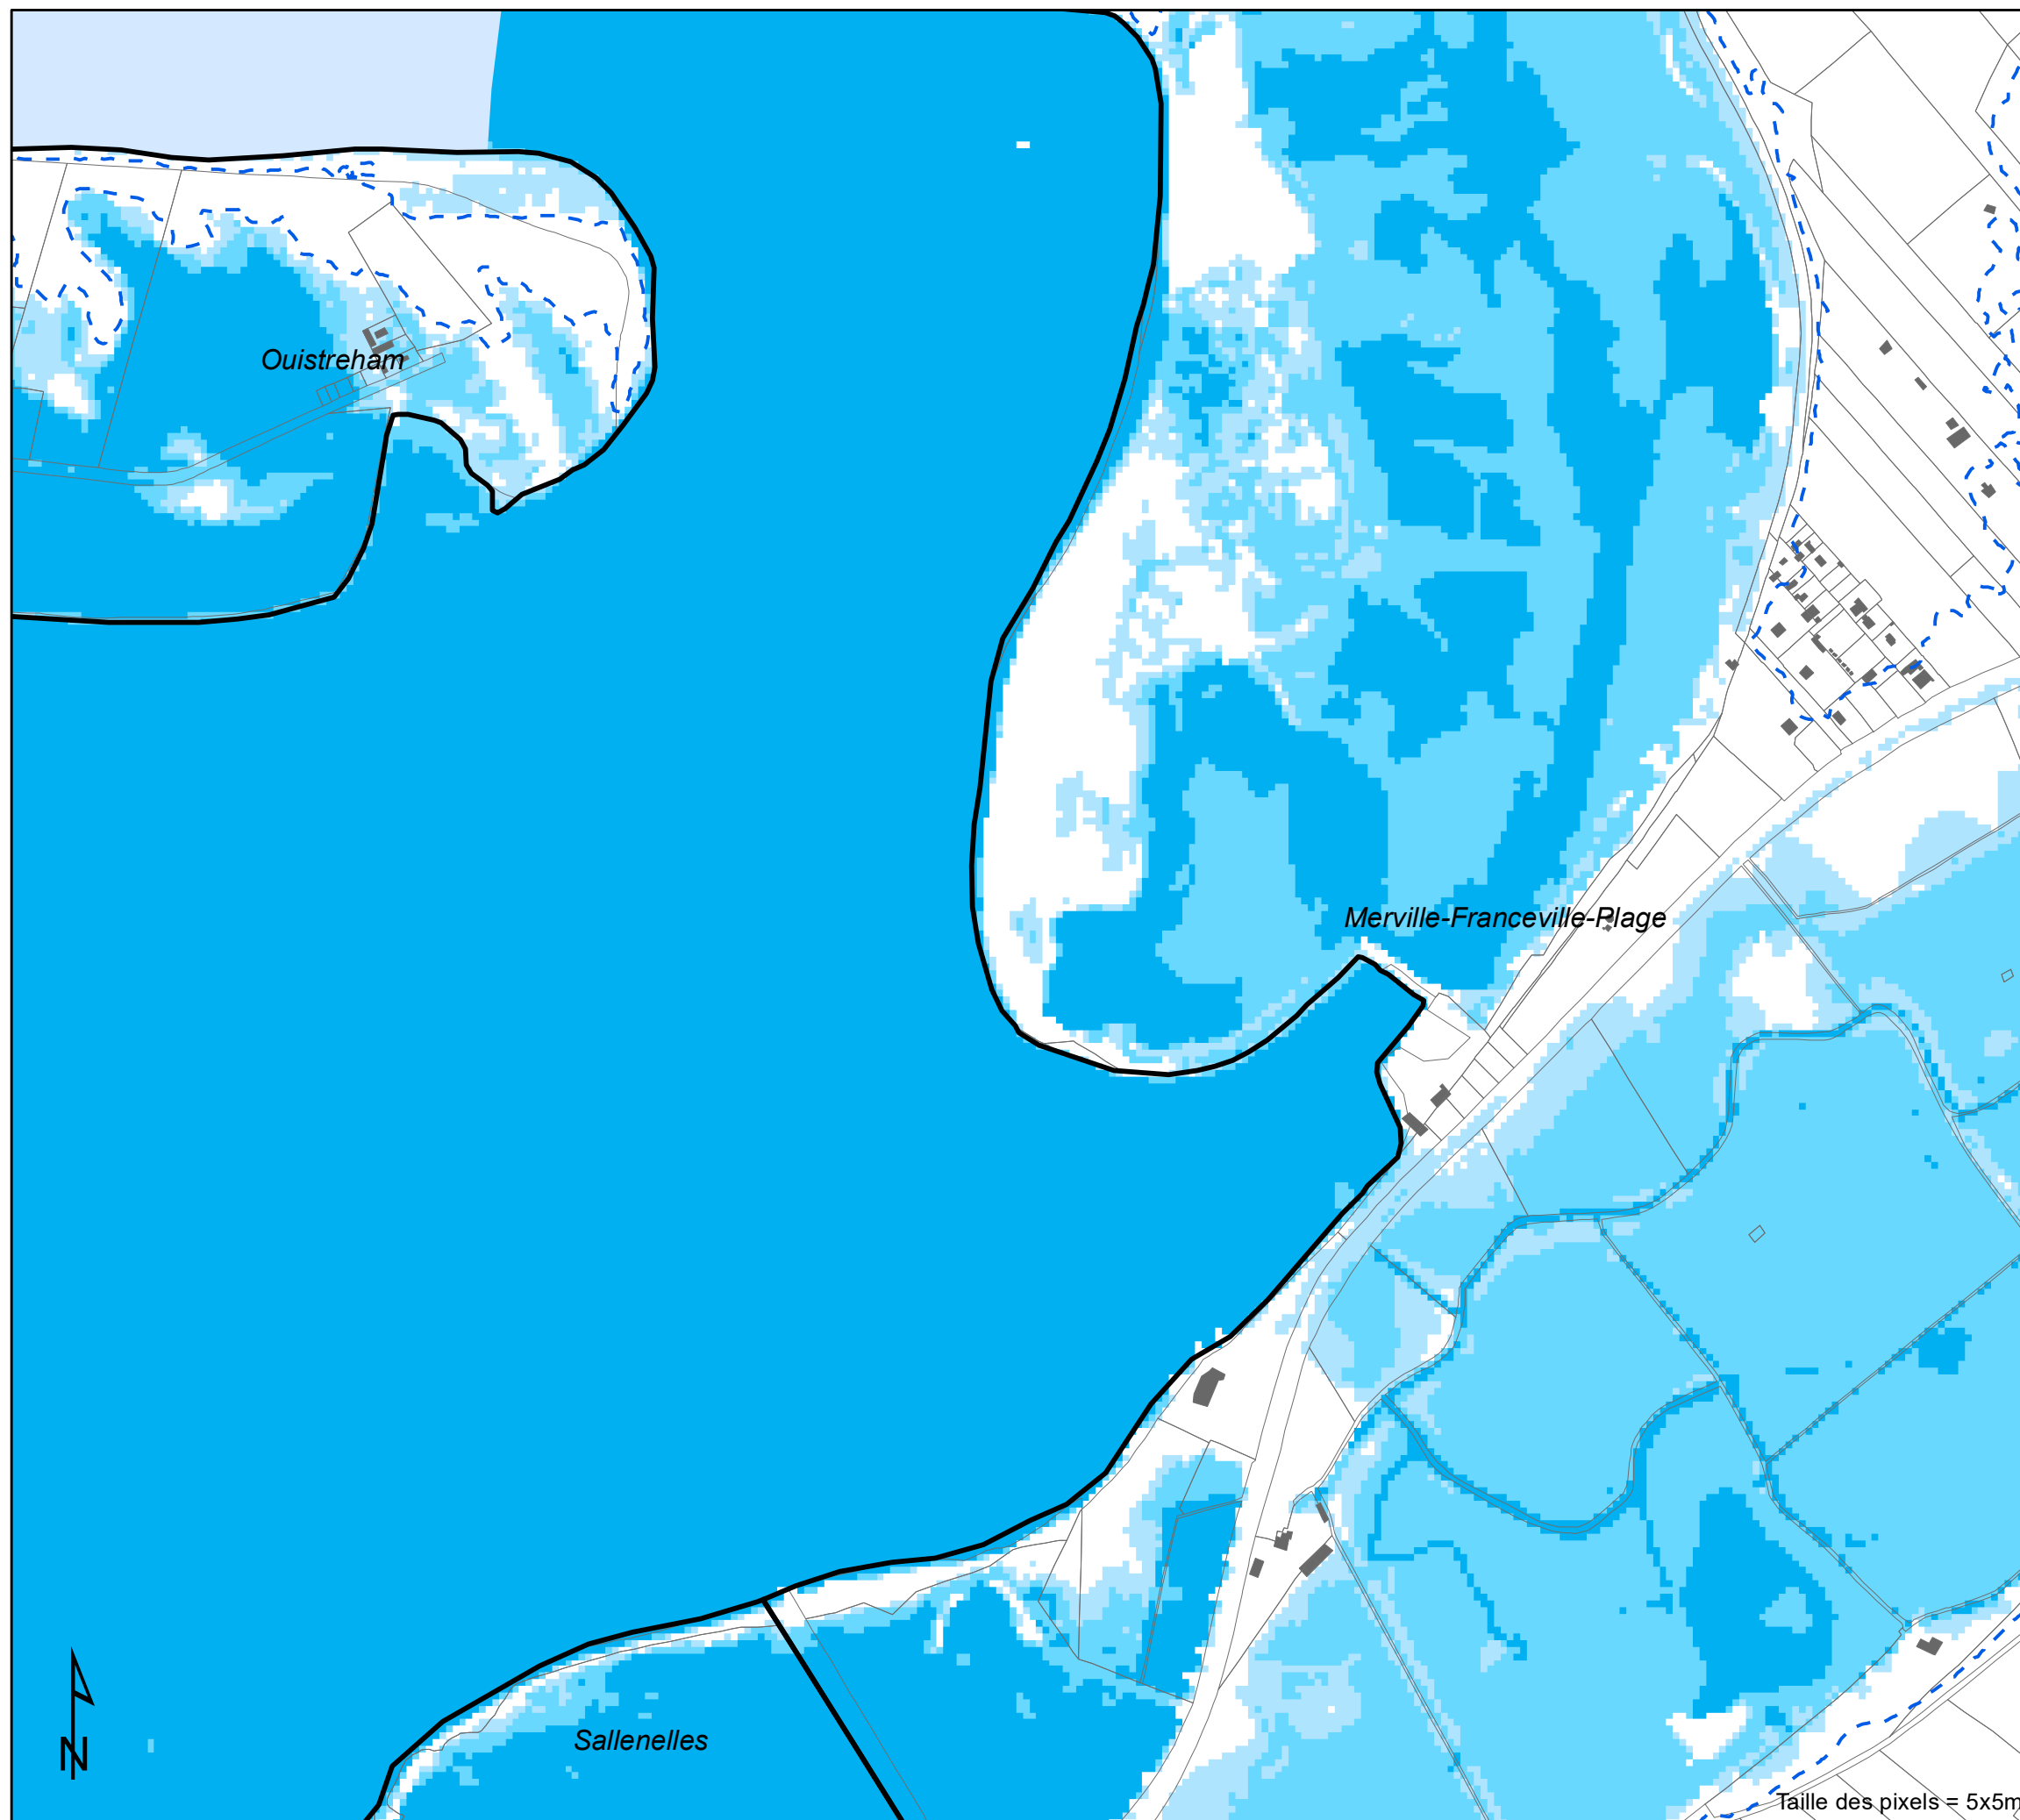 Ouistreham
Merville-Franceville-Plage
Sallenelles
N
Taille des pixels = 5x5m